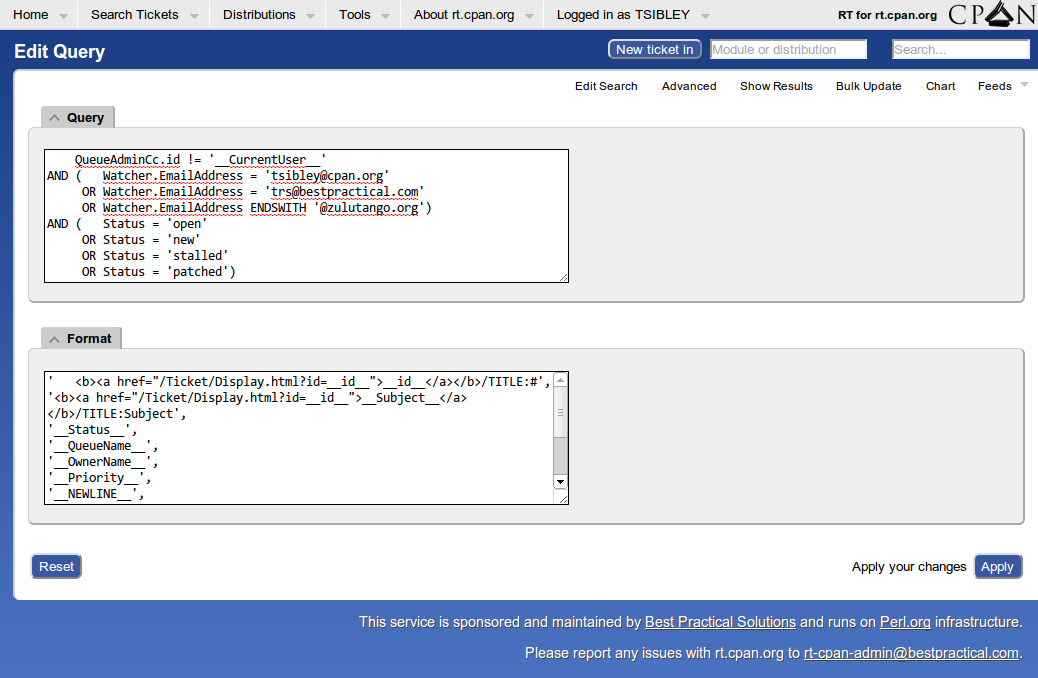 Home Search Tickets Distributions Tools About rt.cpan.org Logged in as TSIBLEY RT for rt.cpan.org CPAN
Edit Query New ticket in Module or distribution Search...
Edit Search Advanced Show Results Bulk Update Chart Feeds
Query
QueueAdminCc.id != '__CurrentUser__'
AND ( Watcher.EmailAddress = 'tsibley@cpan.org'
OR Watcher.EmailAddress = 'trs@bestpractical.com'
OR Watcher.EmailAddress ENDSWITH '@zulutango.org')
AND ( Status = 'open'
OR Status = 'new'
OR Status = 'stalled'
OR Status = 'patched')
Format
' <b><a href="/Ticket/Display.html?id=__id__">__id__</a></b>/TITLE:#',
'<b><a href="/Ticket/Display.html?id=__id__">__Subject__</a>
</b>/TITLE:Subject',
'__Status__',
'__QueueName__',
'__OwnerName__',
'__Priority__',
'__NEWLINE__',
Reset Apply your changes Apply
This service is sponsored and maintained by Best Practical Solutions and runs on Perl.org infrastructure.
Please report any issues with rt.cpan.org to rt-cpan-admin@bestpractical.com.